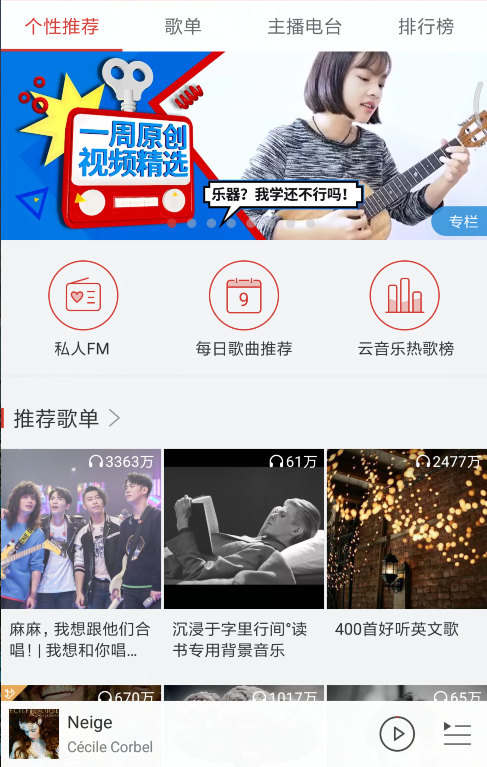 个性推荐
歌单
主播电台
排行榜
一周原创
视频精选
乐器？我学还不行吗！
专栏
9
私人FM
每日歌曲推荐
云音乐热歌榜
推荐歌单
3363万
61万
2477万
麻麻，我想跟他们合
唱！| 我想和你唱…
沉浸于字里行间°读
书专用背景音乐
400首好听英文歌
670万
1017万
65万
Neige
Cécile Corbel